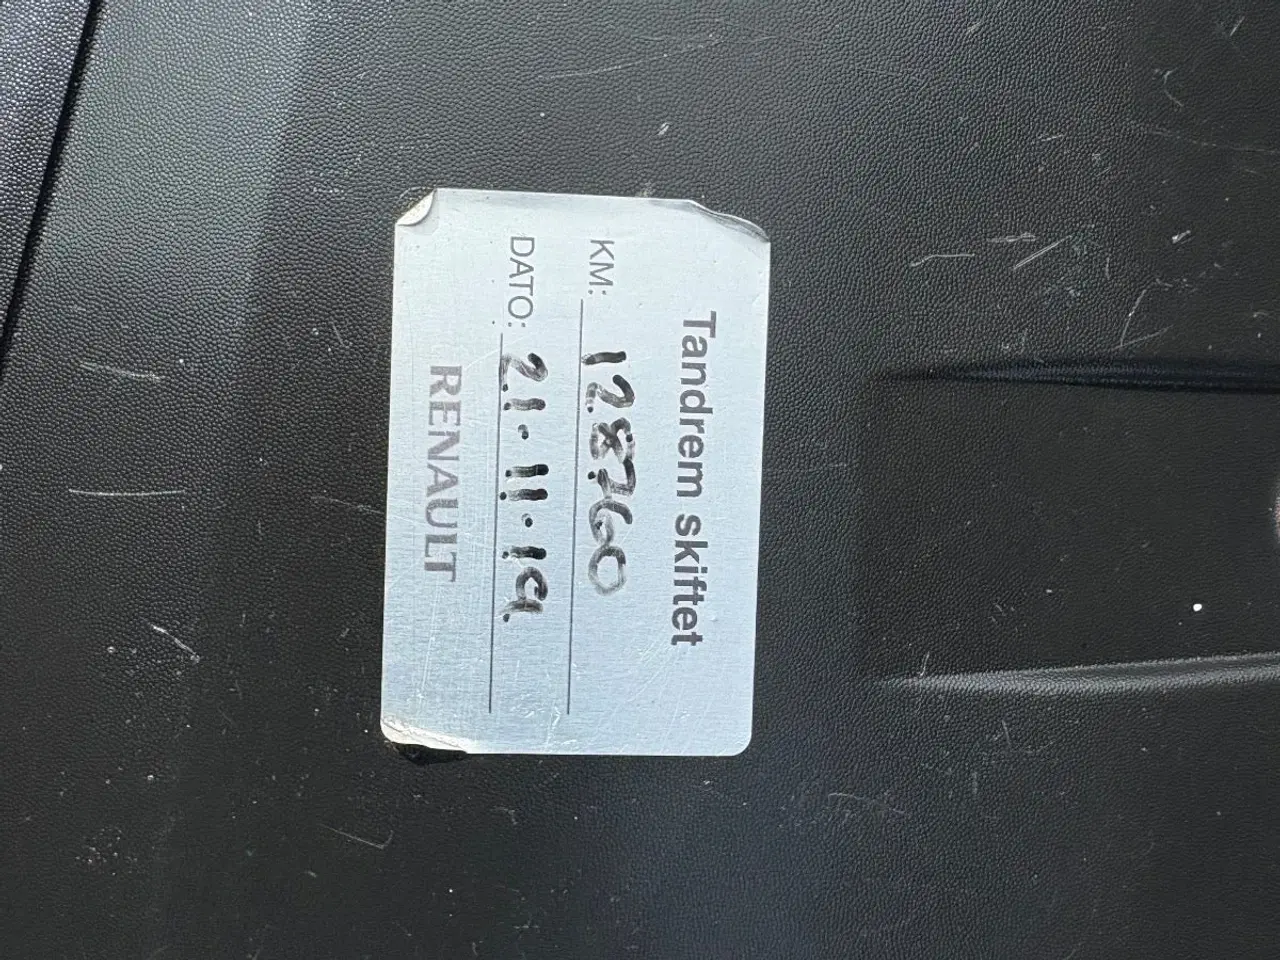 Tandrem skiftet
KM: 128760
DATO: 21.11.19
RENAULT